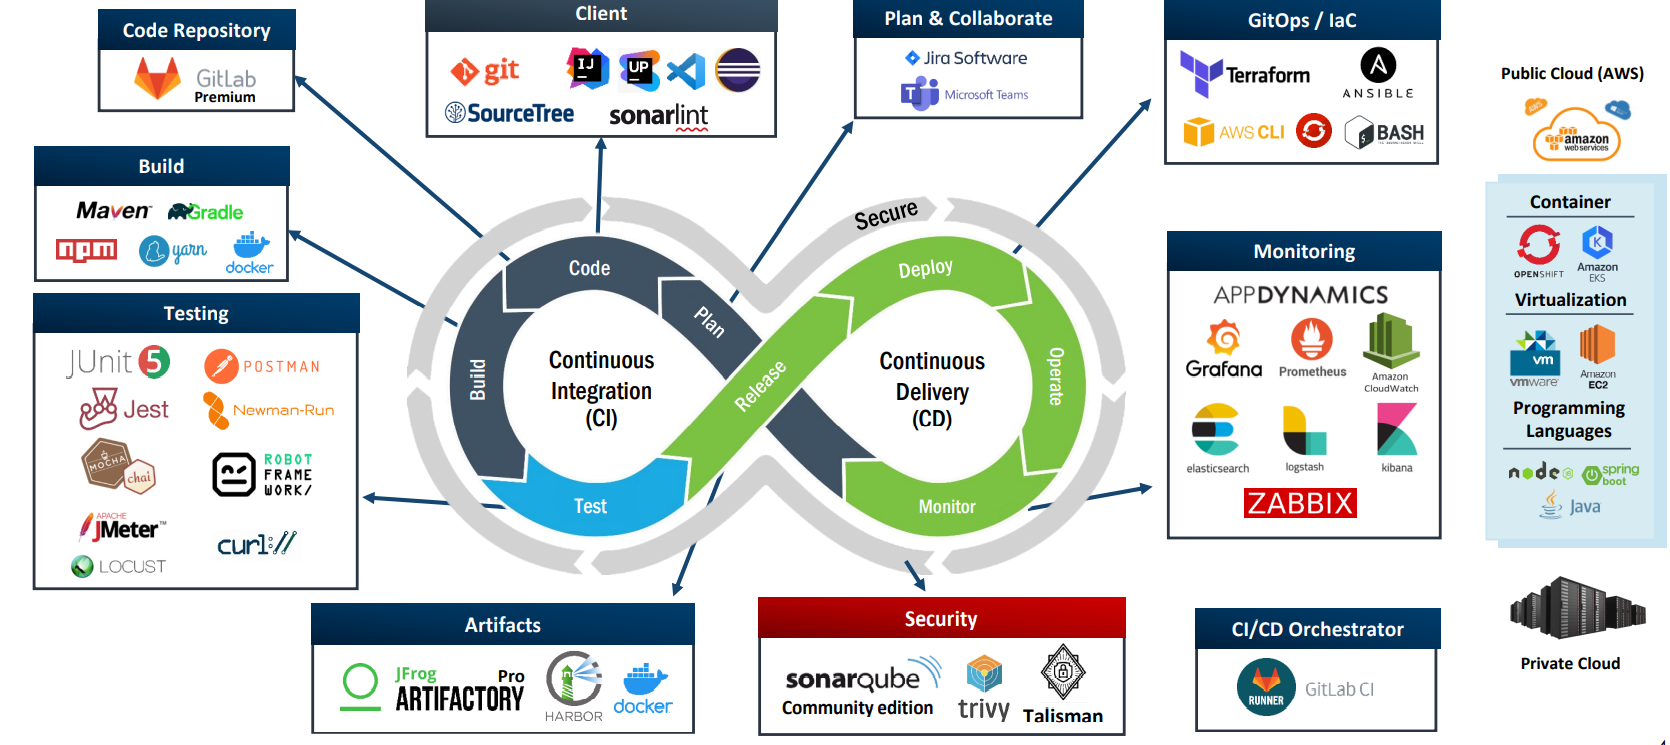 Code Repository
GitLab
Premium
Client
git
IJ
UP
SourceTree
sonarlint
Plan & Collaborate
Jira Software
Microsoft Teams
GitOps / IaC
Terraform
ANSIBLE
AWS CLI
BASH
Public Cloud (AWS)
AWS
amazon
web services
Build
Maven
Gradle
npm
yarn
docker
Testing
JUnit 5
POSTMAN
Jest
Newman-Run
MOCHA
chai
ROBOT
FRAME
WORK/
APACHE
JMeter
curl://
LOCUST
Secure
Code
Plan
Build
Test
Release
Deploy
Operate
Monitor
Continuous
Integration
(CI)
Continuous
Delivery
(CD)
Monitoring
APPDYNAMICS
Grafana
Prometheus
Amazon
CloudWatch
elasticsearch
logstash
kibana
ZABBIX
Container
OPENSHIFT
Amazon
EKS
Virtualization
vm
vmware
Amazon
EC2
Programming
Languages
node
JS
spring
boot
Java
Artifacts
JFrog
Pro
ARTIFACTORY
HARBOR
docker
Security
sonarqube
Community edition
trivy
Talisman
CI/CD Orchestrator
RUNNER
GitLab CI
Private Cloud